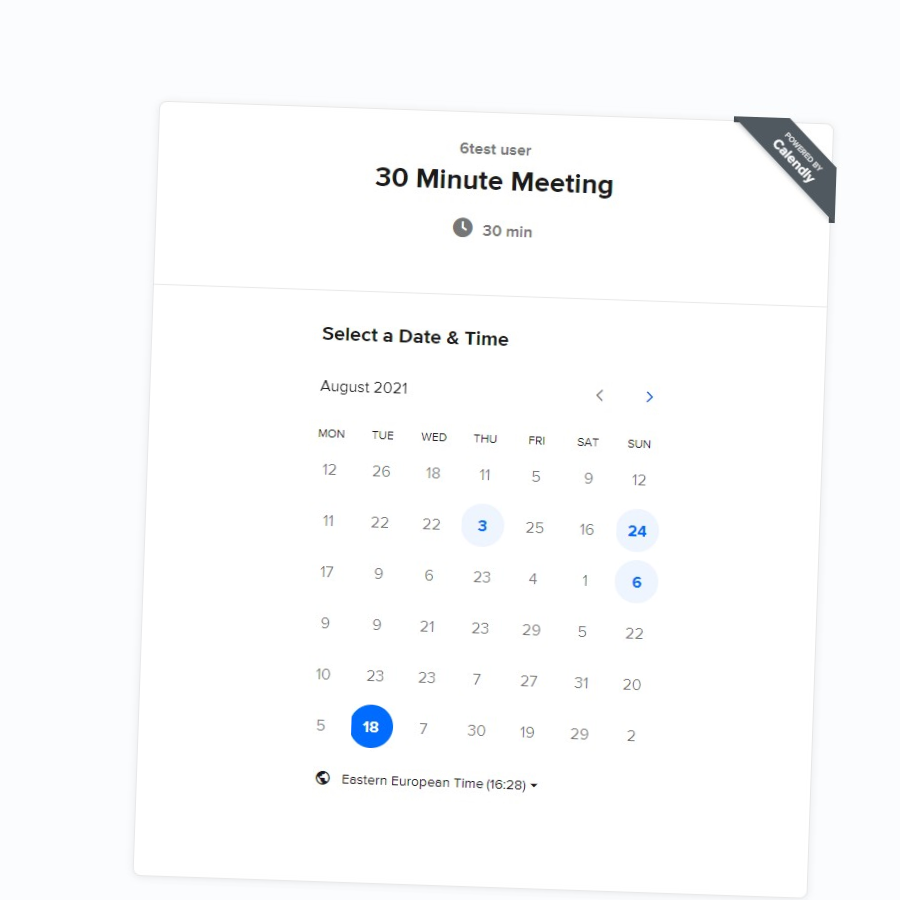 POWERED BY
Calendly
6test user
30 Minute Meeting
30 min
Select a Date & Time
August 2021
MON TUE WED THU FRI SAT SUN
12 26 18 11 5 9 12
11 22 22 3 25 16 24
17 9 6 23 4 1 6
9 9 21 23 29 5 22
10 23 23 7 27 31 20
5 18 7 30 19 29 2
Eastern European Time (16:28)